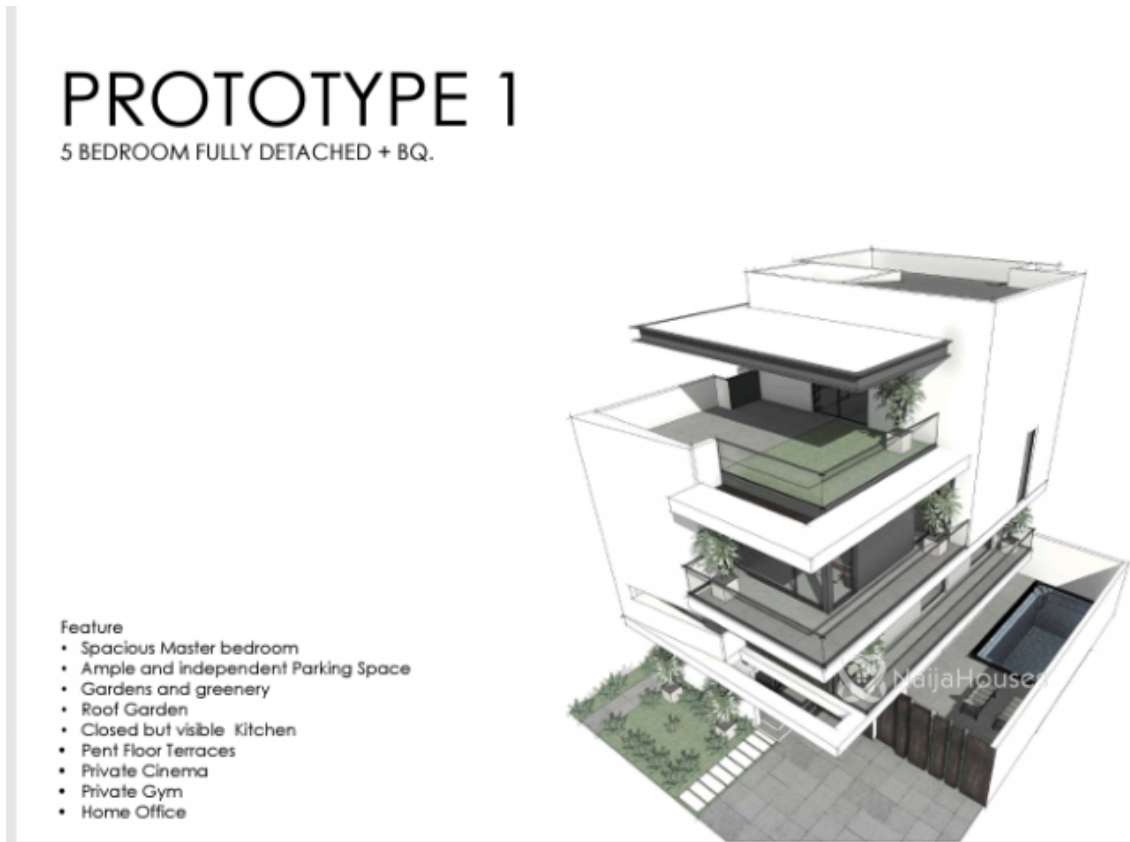 PROTOTYPE 1
5 BEDROOM FULLY DETACHED + BQ.
Feature
• Spacious Master bedroom
• Ample and independent Parking Space
• Gardens and greenery
• Roof Garden
• Closed but visible Kitchen
• Pent Floor Terraces
• Private Cinema
• Private Gym
• Home Office
NaijaHouses